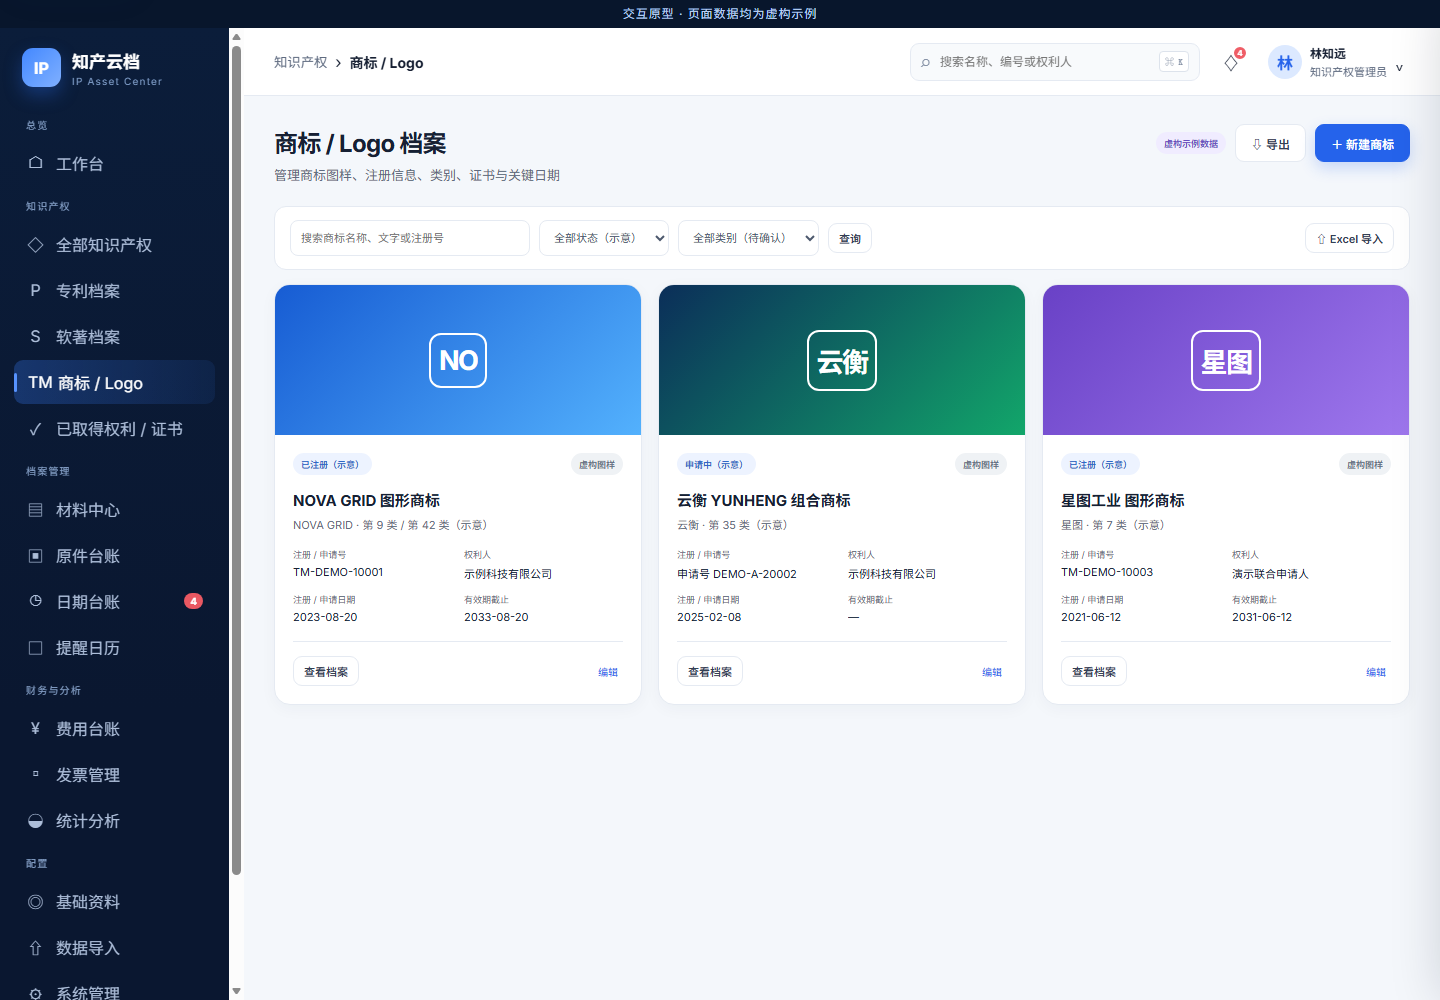 交互原型 · 页面数据均为虚构示例
IP
知产云档
IP Asset Center
总览
工作台
知识产权
全部知识产权
P 专利档案
S 软著档案
TM 商标 / Logo
✓ 已取得权利 / 证书
档案管理
材料中心
原件台账
日期台账 4
提醒日历
财务与分析
¥ 费用台账
发票管理
统计分析
配置
基础资料
数据导入
系统管理
知识产权 › 商标 / Logo
搜索名称、编号或权利人
⌘ K
4
林
林知远
知识产权管理员
商标 / Logo 档案
管理商标图样、注册信息、类别、证书与关键日期
虚构示例数据
⇩ 导出
＋ 新建商标
搜索商标名称、文字或注册号
全部状态（示意）
全部类别（待确认）
查询
⇧ Excel 导入
NO
已注册（示意）
虚构图样
NOVA GRID 图形商标
NOVA GRID · 第 9 类 / 第 42 类（示意）
注册 / 申请号
权利人
TM-DEMO-10001
示例科技有限公司
注册 / 申请日期
有效期截止
2023-08-20
2033-08-20
查看档案
编辑
云衡
申请中（示意）
虚构图样
云衡 YUNHENG 组合商标
云衡 · 第 35 类（示意）
注册 / 申请号
权利人
申请号 DEMO-A-20002
示例科技有限公司
注册 / 申请日期
有效期截止
2025-02-08
—
查看档案
编辑
星图
已注册（示意）
虚构图样
星图工业 图形商标
星图 · 第 7 类（示意）
注册 / 申请号
权利人
TM-DEMO-10003
演示联合申请人
注册 / 申请日期
有效期截止
2021-06-12
2031-06-12
查看档案
编辑